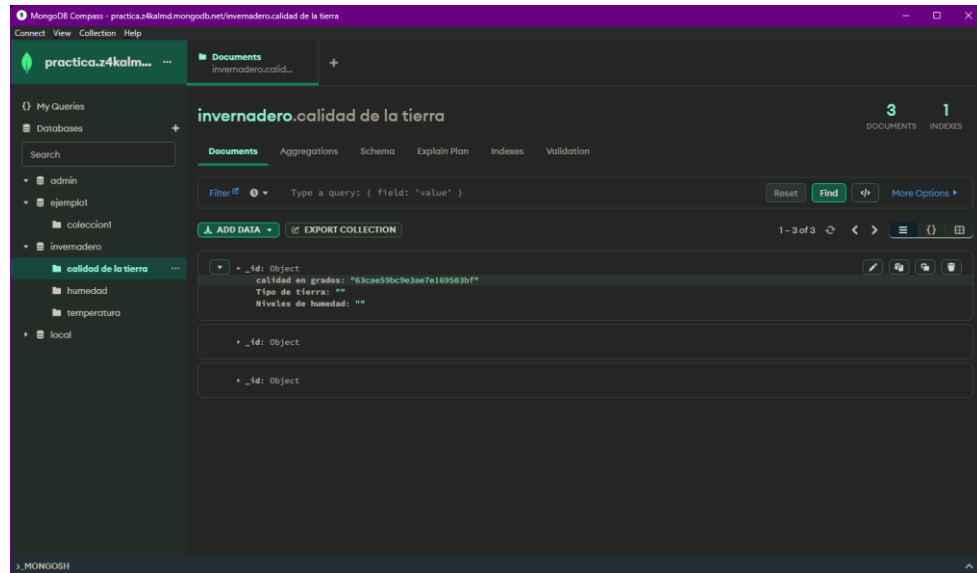 MongoDB Compass - practica.z4kalmd.mongodb.net/invernadero.calidad de la tierra
Connect View Collection Help
practica.z4kalm... ...
Documents
invernadero.calid...
+
{} My Queries
Databases +
Search
admin
ejemplo1
coleccion1
invernadero
calidad de la tierra ...
humedad
temperatura
local
invernadero.calidad de la tierra
3
DOCUMENTS
1
INDEXES
Documents Aggregations Schema Explain Plan Indexes Validation
Filter Type a query: { field: 'value' } Reset Find </> More Options
ADD DATA EXPORT COLLECTION 1 – 3 of 3 {}
_id: Object
calidad en grados: "63cae59bc9e3ae7e169583bf"
Tipo de tierra: ""
Niveles de humedad: ""
_id: Object
_id: Object
>_MONGOSH